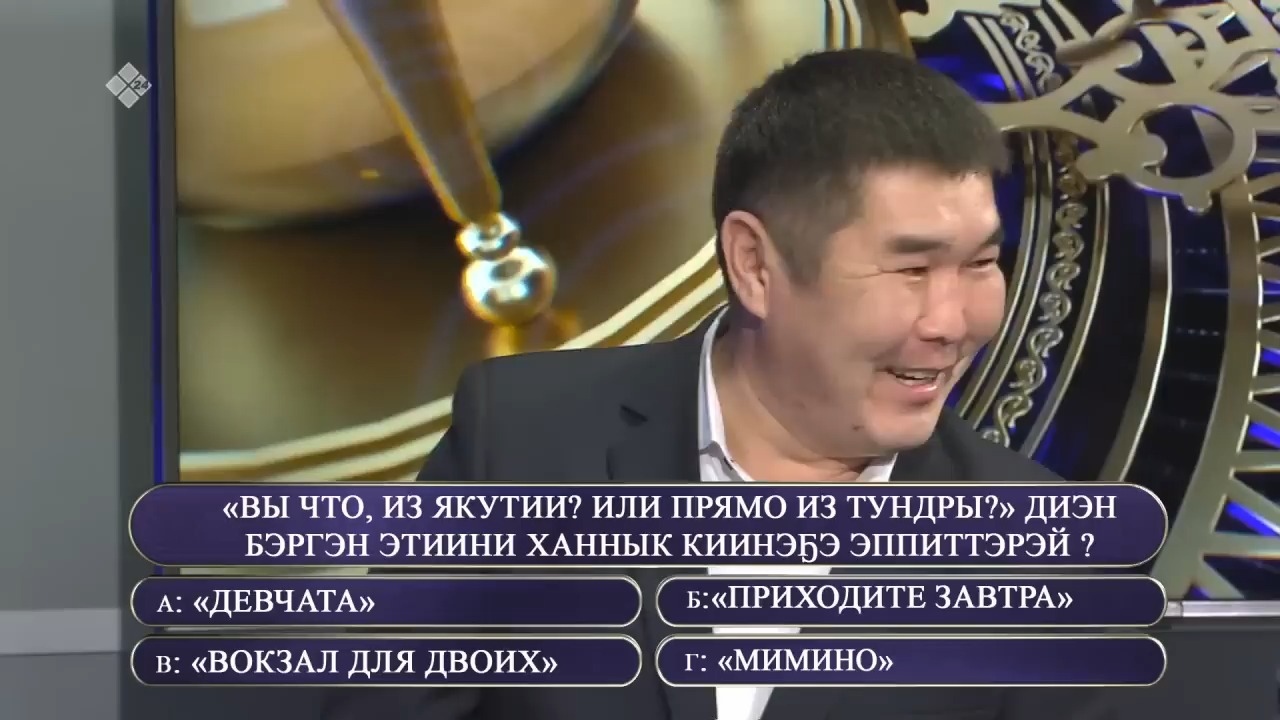 24
«ВЫ ЧТО, ИЗ ЯКУТИИ? ИЛИ ПРЯМО ИЗ ТУНДРЫ?» ДИЭН
БЭРГЭН ЭТИИНИ ХАННЫК КИИНЭҔЭ ЭППИТТЭРЭЙ ?
А: «ДЕВЧАТА»
Б:«ПРИХОДИТЕ ЗАВТРА»
В: «ВОКЗАЛ ДЛЯ ДВОИХ»
Г: «МИМИНО»